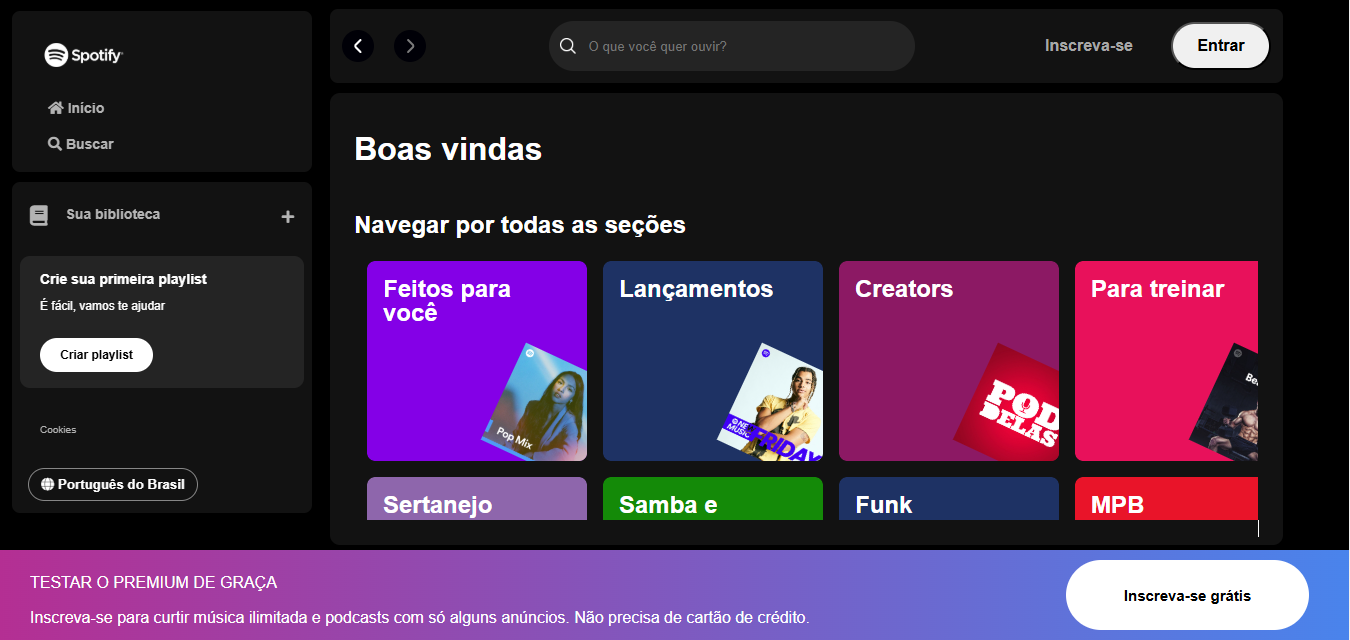 Spotify
Início
Buscar
Sua biblioteca
Crie sua primeira playlist
É fácil, vamos te ajudar
Criar playlist
Cookies
Português do Brasil
O que você quer ouvir?
Inscreva-se
Entrar
Boas vindas
Navegar por todas as seções
Feitos para
você
Pop Mix
Lançamentos
NEW
MUSIC
FRIDAY
Creators
POD
DELAS
Para treinar
Sertanejo
Samba e
Funk
MPB
TESTAR O PREMIUM DE GRAÇA
Inscreva-se para curtir música ilimitada e podcasts com só alguns anúncios. Não precisa de cartão de crédito.
Inscreva-se grátis